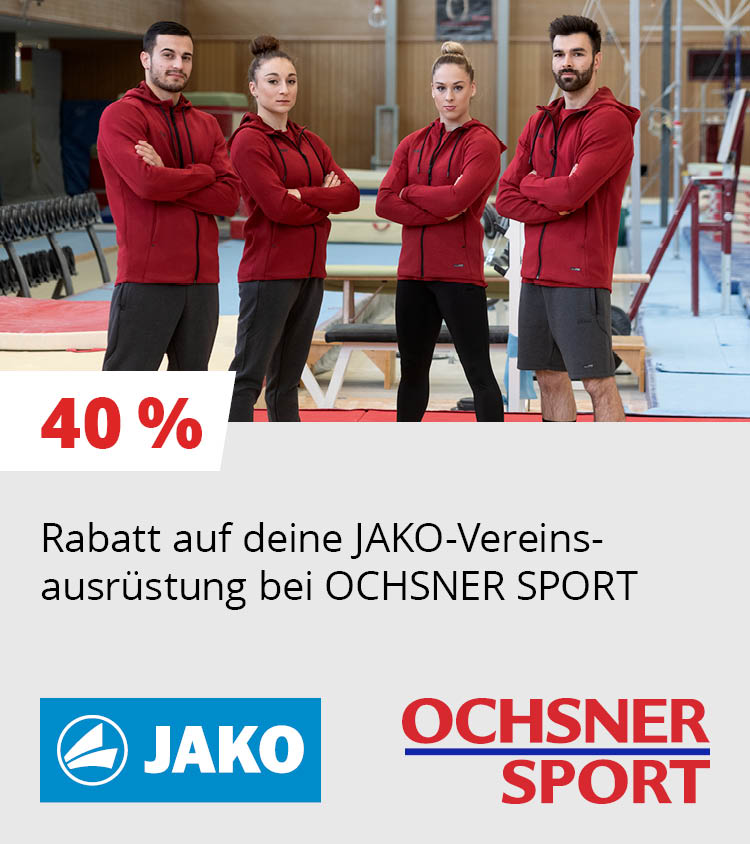 40 %
Rabatt auf deine JAKO-Vereins-
ausrüstung bei OCHSNER SPORT
JAKO
OCHSNER
SPORT